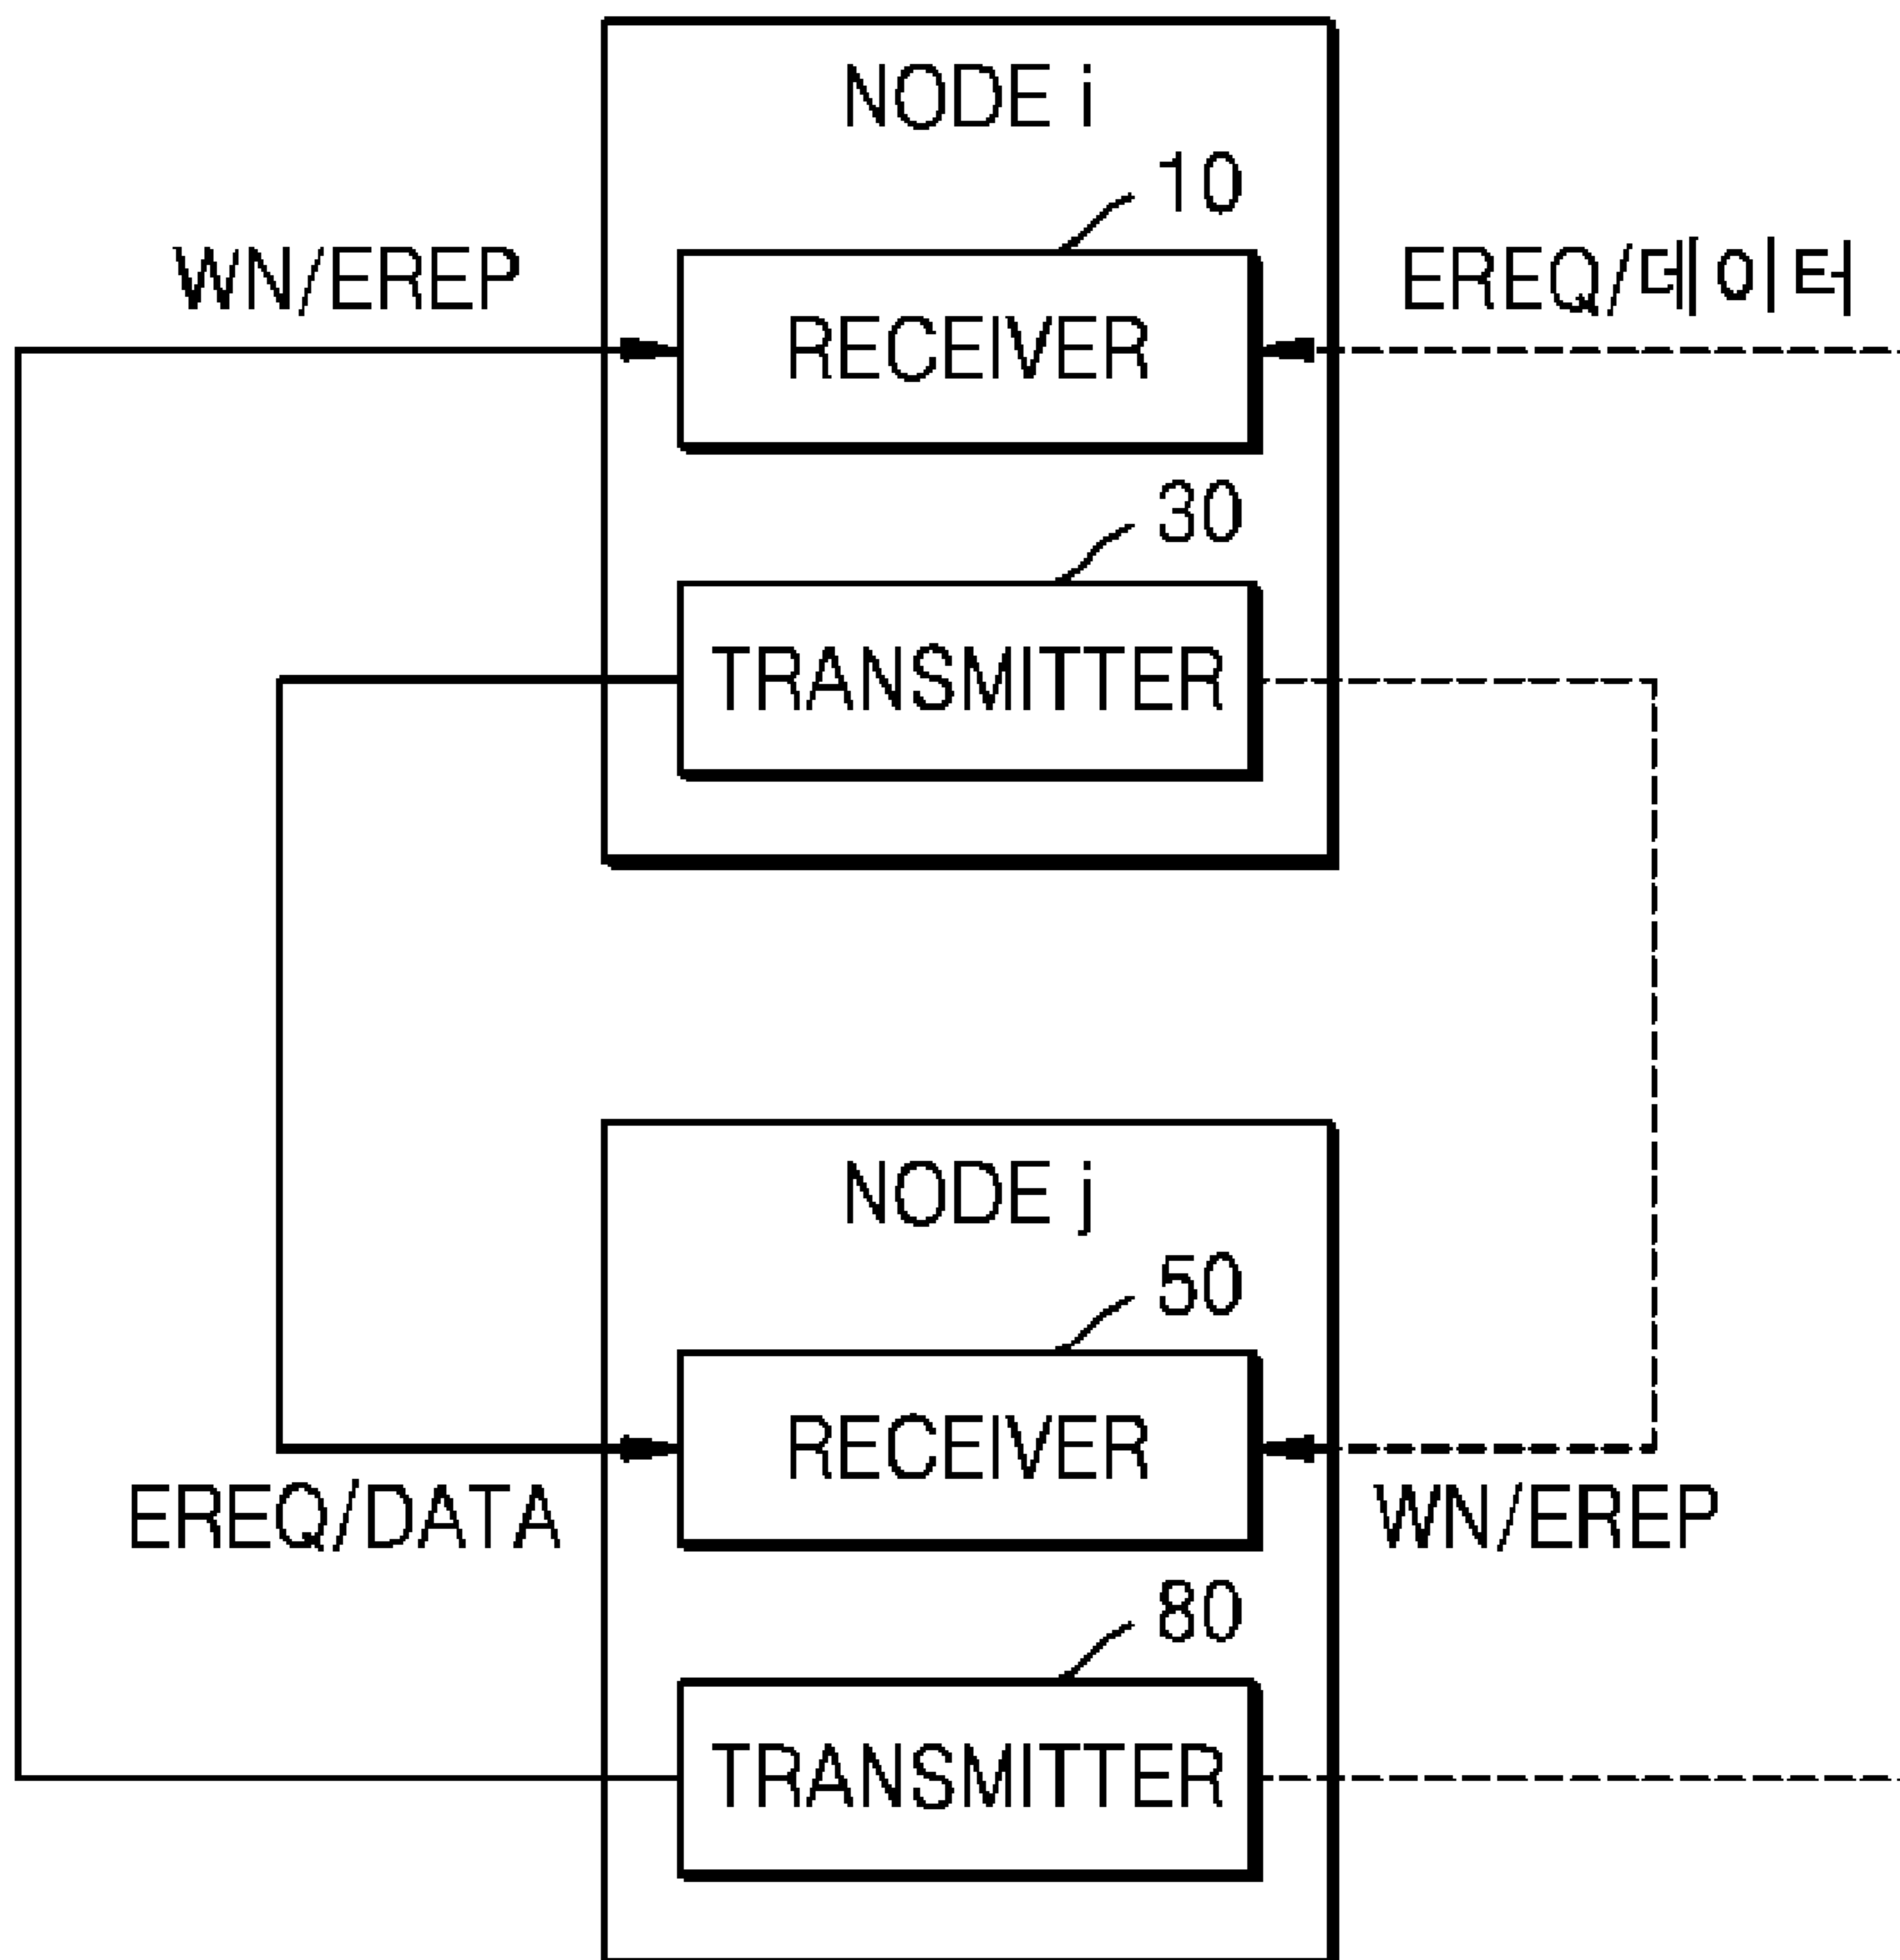 NODE i
10
WN/EREP
EREQ/데이터
RECEIVER
30
TRANSMITTER
NODE j
50
RECEIVER
EREQ/DATA
WN/EREP
80
TRANSMITTER